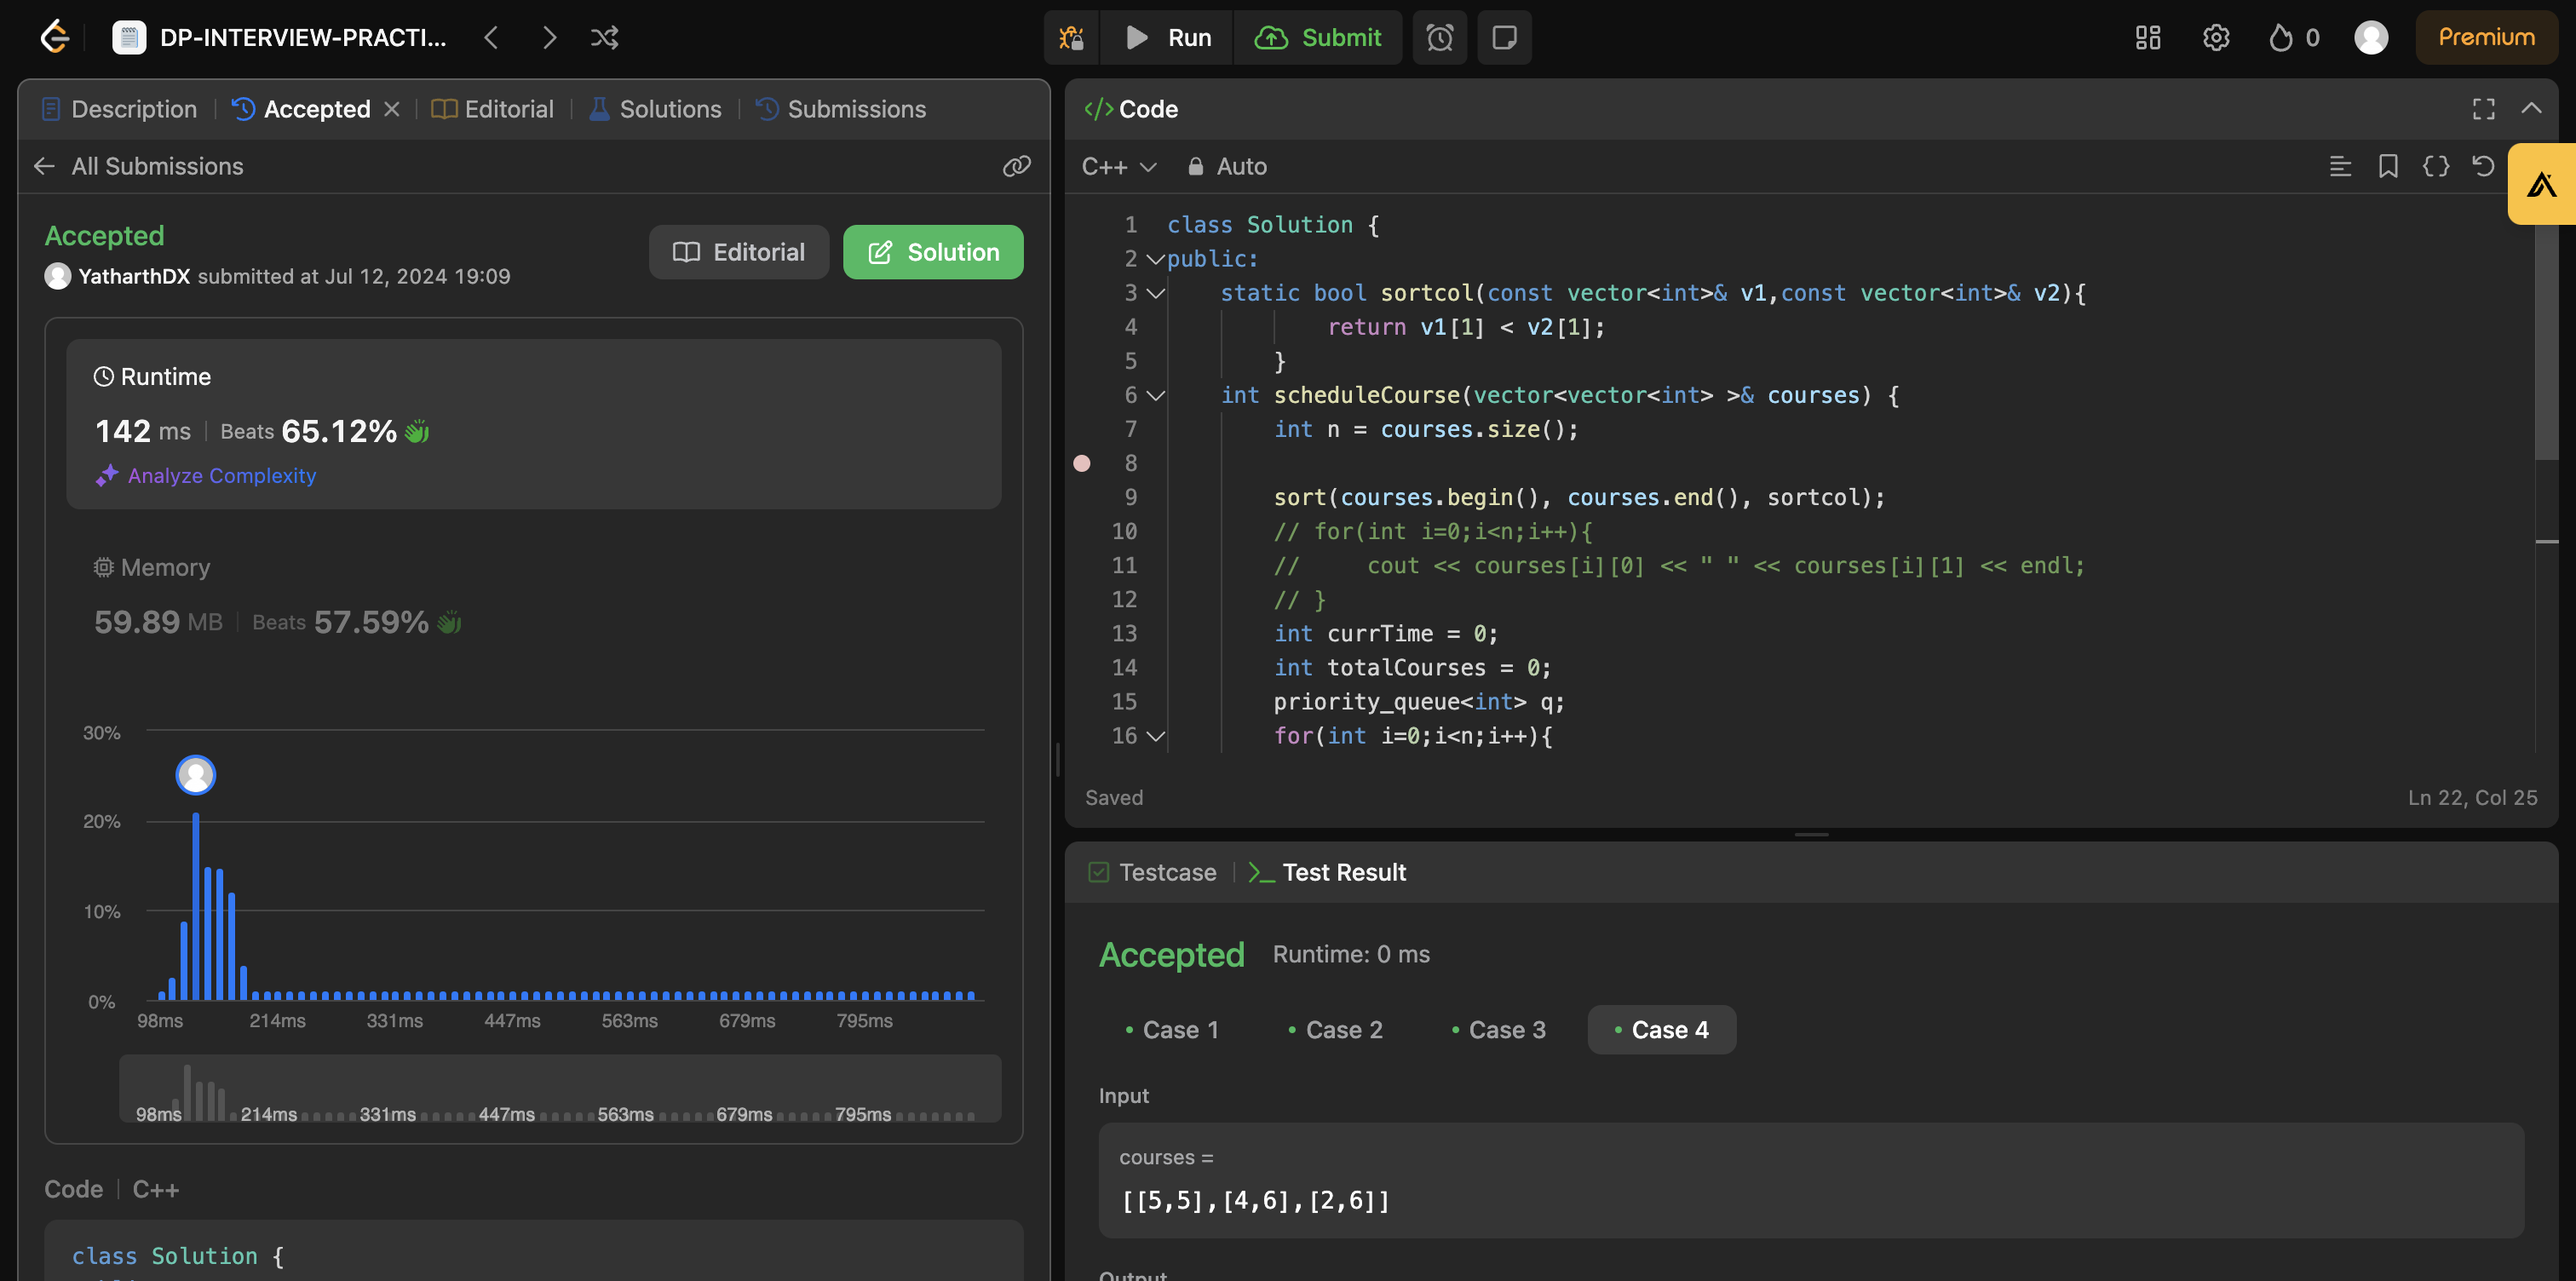 DP-INTERVIEW-PRACTI...
Run
Submit
0
Premium
Description
Accepted
Editorial
Solutions
Submissions
All Submissions
Accepted
Editorial
Solution
YatharthDX submitted at Jul 12, 2024 19:09
Runtime
142 ms | Beats 65.12%
Analyze Complexity
Memory
59.89 MB | Beats 57.59%
30%
20%
10%
0%
98ms 214ms 331ms 447ms 563ms 679ms 795ms
98ms 214ms 331ms 447ms 563ms 679ms 795ms
Code | C++
class Solution {
</> Code
C++ Auto
1 class Solution {
2 public:
3 static bool sortcol(const vector<int>& v1,const vector<int>& v2){
4 return v1[1] < v2[1];
5 }
6 int scheduleCourse(vector<vector<int> >& courses) {
7 int n = courses.size();
8
9 sort(courses.begin(), courses.end(), sortcol);
10 // for(int i=0;i<n;i++){
11 //     cout << courses[i][0] << " " << courses[i][1] << endl;
12 // }
13 int currTime = 0;
14 int totalCourses = 0;
15 priority_queue<int> q;
16 for(int i=0;i<n;i++){
Saved
Ln 22, Col 25
Testcase
Test Result
Accepted Runtime: 0 ms
Case 1
Case 2
Case 3
Case 4
Input
courses =
[[5,5],[4,6],[2,6]]
Output